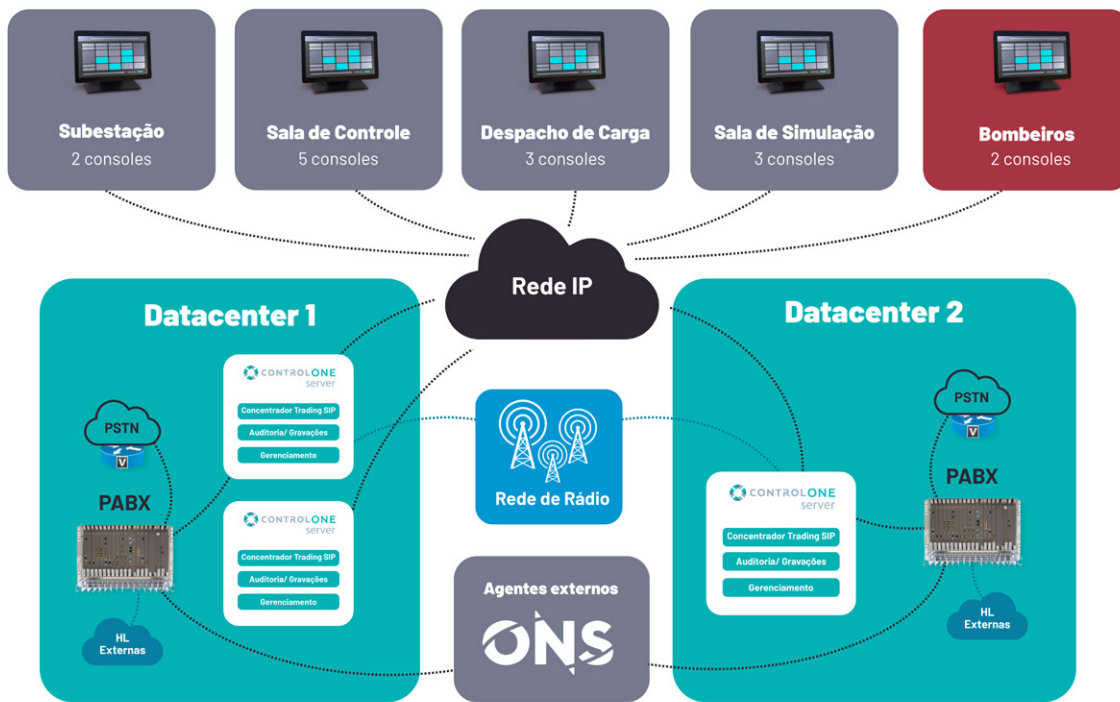 Subestação
2 consoles
Sala de Controle
5 consoles
Despacho de Carga
3 consoles
Sala de Simulação
3 consoles
Bombeiros
2 consoles
Rede IP
Datacenter 1
CONTROLONE
server
Concentrador Trading SIP
Auditoria/ Gravações
Gerenciamento
PSTN
V
PABX
CONTROLONE
server
Concentrador Trading SIP
Auditoria/ Gravações
Gerenciamento
HL
Externas
Rede de Rádio
Agentes externos
ONS
Datacenter 2
PSTN
V
PABX
CONTROLONE
server
Concentrador Trading SIP
Auditoria/ Gravações
Gerenciamento
HL
Externas